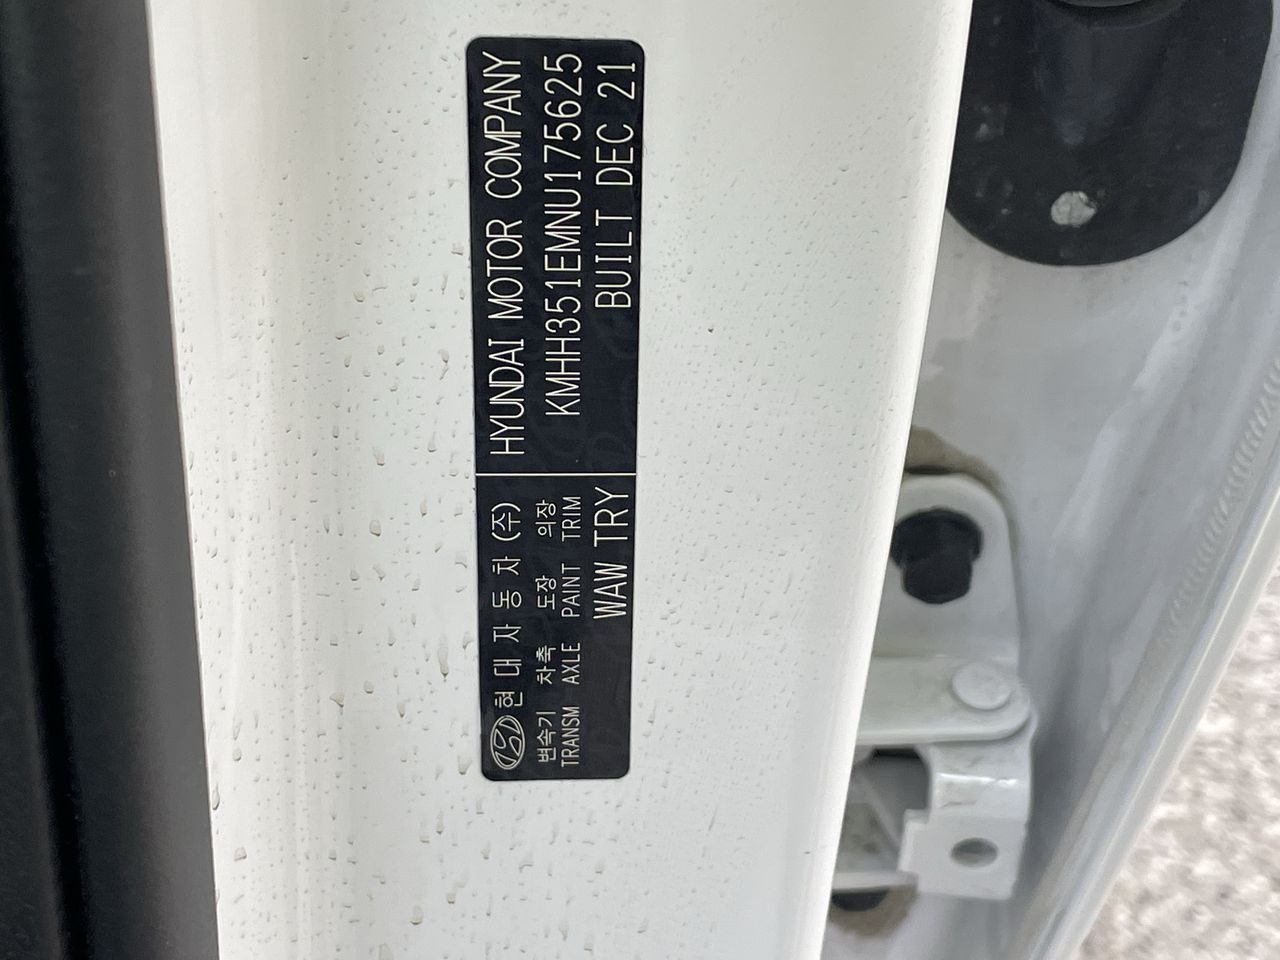 현 대 자 동 차 (주)
변속기 차축 도장 의장
TRANSM AXLE PAINT TRIM
WAW TRY
HYUNDAI MOTOR COMPANY
KMHH351EMNU175625
BUILT DEC 21